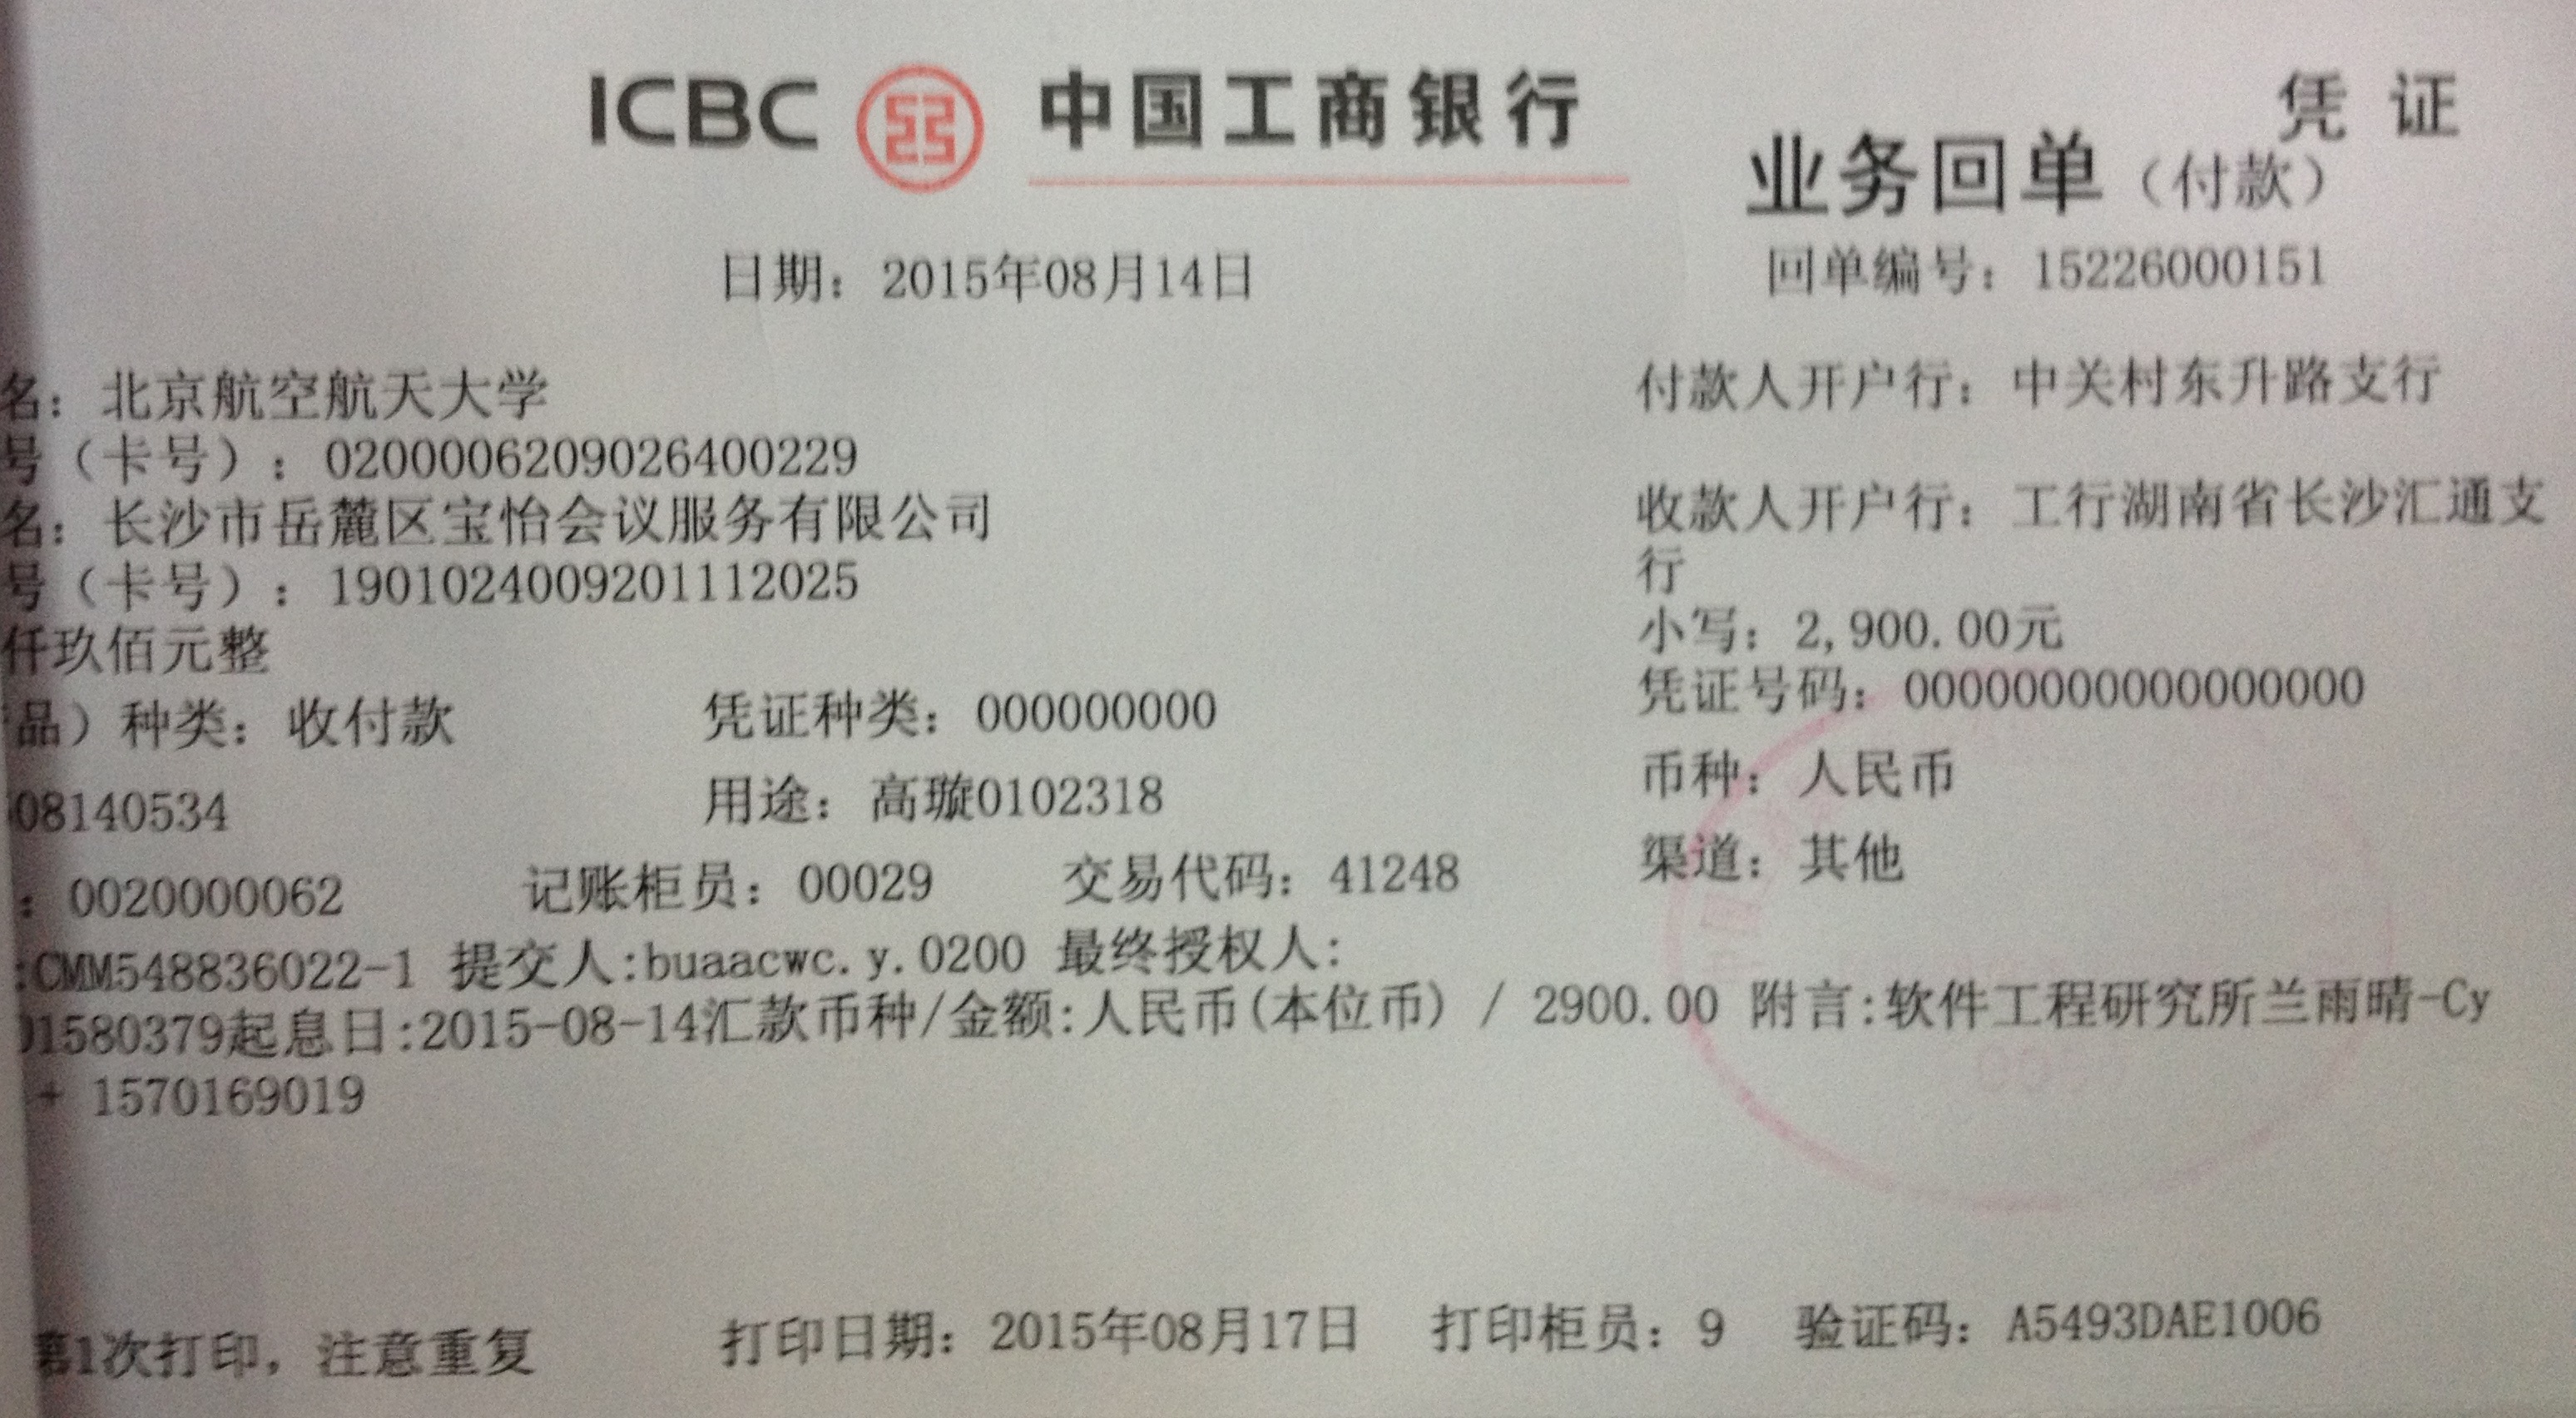 凭 证
ICBC 中国工商银行 业务回单（付款）
日期： 2015年08月14日 回单编号： 15226000151
名： 北京航空航天大学 付款人开户行： 中关村东升路支行
号（卡号）： 0200006209026400229
名： 长沙市岳麓区宝怡会议服务有限公司 收款人开户行： 工行湖南省长沙汇通支
行
号（卡号）： 1901024009201112025
仟玖佰元整 小写： 2,900.00元
品）种类： 收付款 凭证种类： 000000000 凭证号码： 00000000000000000
08140534 用途： 高琥0102318 币种： 人民币
： 0020000062 记账柜员： 00029 交易代码： 41248 渠道： 其他
:CMM548836022-1 提交人:buaacwc.y.0200 最终授权人：
01580379起息日:2015-08-14汇款币种/金额:人民币(本位币) / 2900.00 附言:软件工程研究所兰雨晴-Cy
+ 1570169019
第1次打印，注意重复 打印日期： 2015年08月17日 打印柜员： 9 验证码： A5493DAE1006